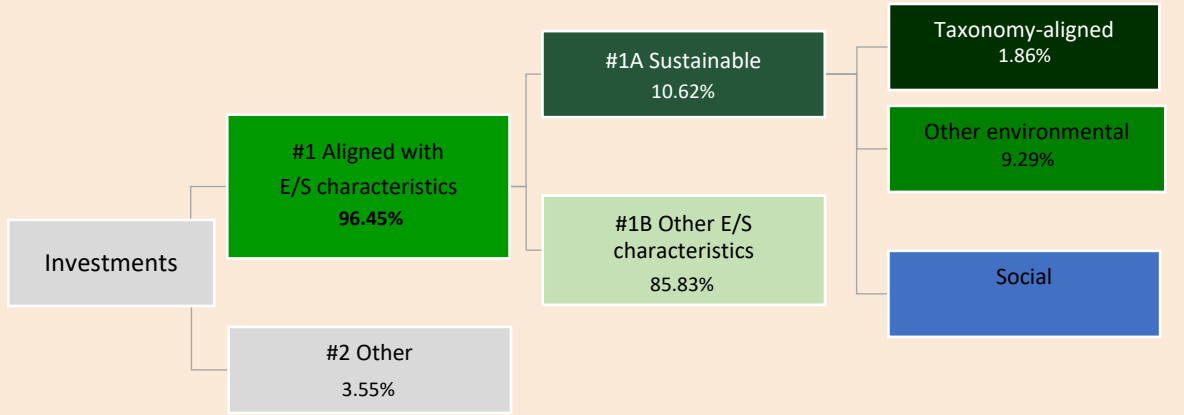 Investments
#1 Aligned with
E/S characteristics
96.45%
#2 Other
3.55%
#1A Sustainable
10.62%
#1B Other E/S
characteristics
85.83%
Taxonomy-aligned
1.86%
Other environmental
9.29%
Social